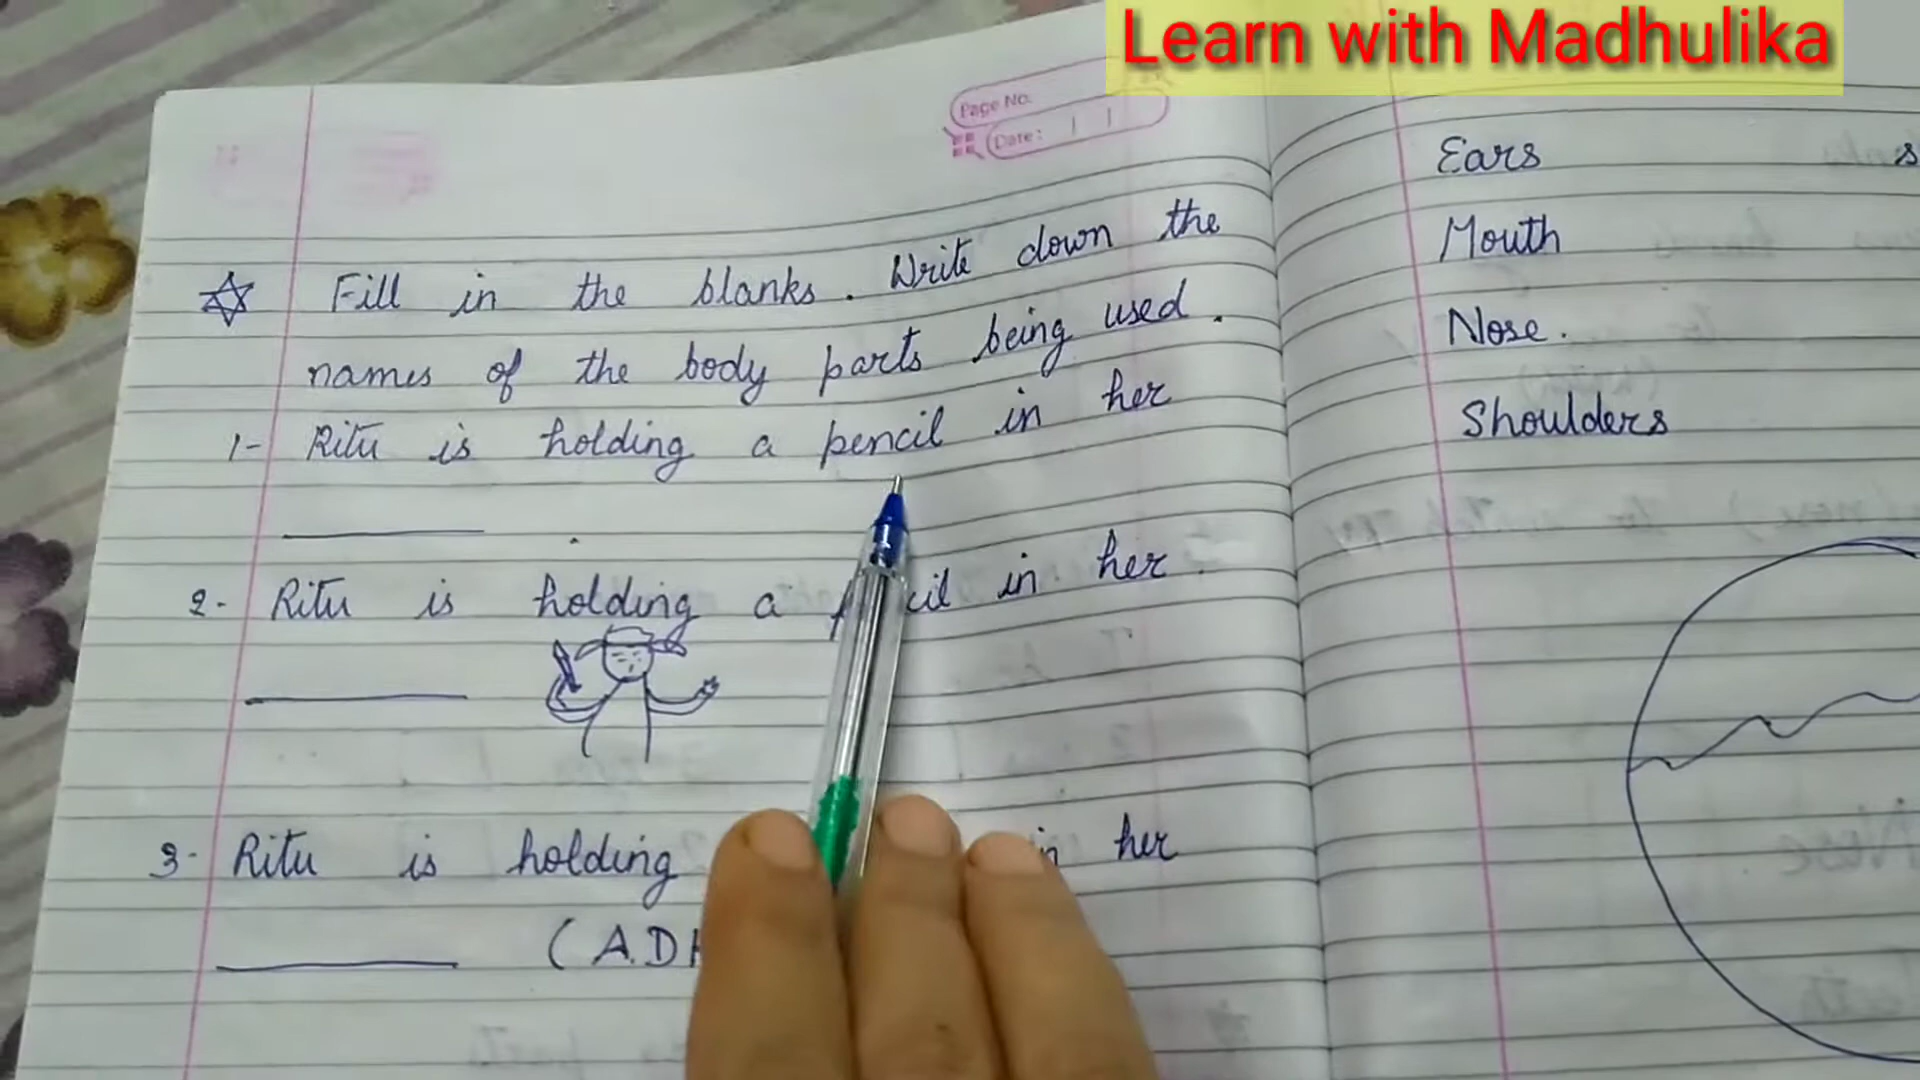 Learn with Madhulika
Page No.
Date:
Fill in the blanks. Write down the
names of the body parts being used.
1- Ritu is holding a pencil in her
2- Ritu is holding a in her
3- Ritu is holding in her
(A.D
Ears
Mouth
Nose.
Shoulders